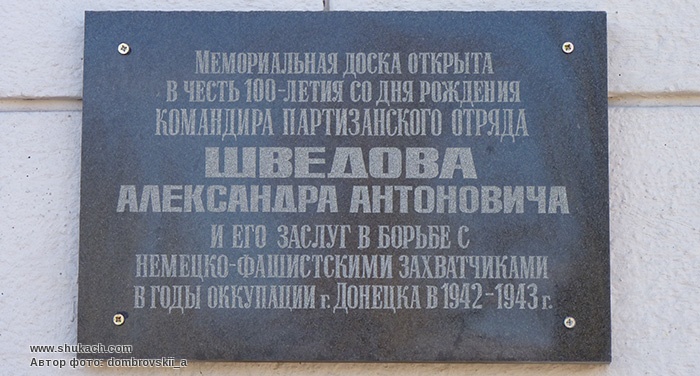 Мемориальная доска открыта
в честь 100-летия со дня рождения
командира партизанского отряда
ШВЕДОВА
АЛЕКСАНДРА АНТОНОВИЧА
и его заслуг в борьбе с
немецко-фашистскими захватчиками
в годы оккупации г. Донецка в 1942-1943 г.
www.shukach.com
Автор фото: dombrovskii_a